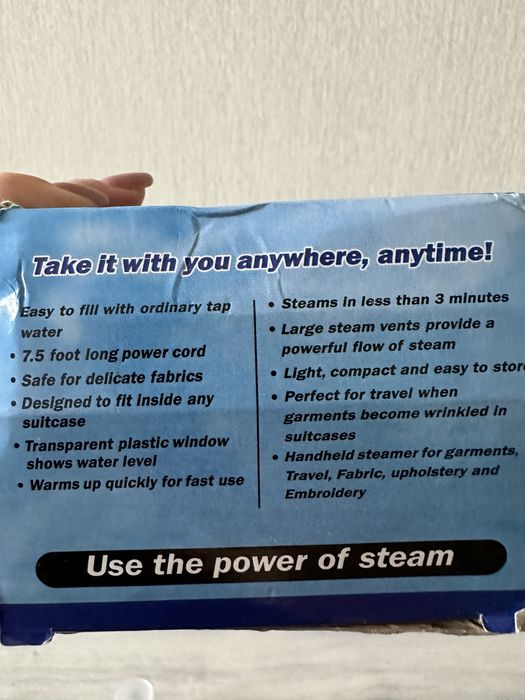 Take it with you anywhere, anytime!
Easy to fill with ordinary tap
water
• 7.5 foot long power cord
• Safe for delicate fabrics
• Designed to fit inside any
suitcase
• Transparent plastic window
shows water level
• Warms up quickly for fast use
• Steams in less than 3 minutes
• Large steam vents provide a
powerful flow of steam
• Light, compact and easy to stor
• Perfect for travel when
garments become wrinkled in
suitcases
• Handheld steamer for garments,
Travel, Fabric, upholstery and
Embroidery
Use the power of steam